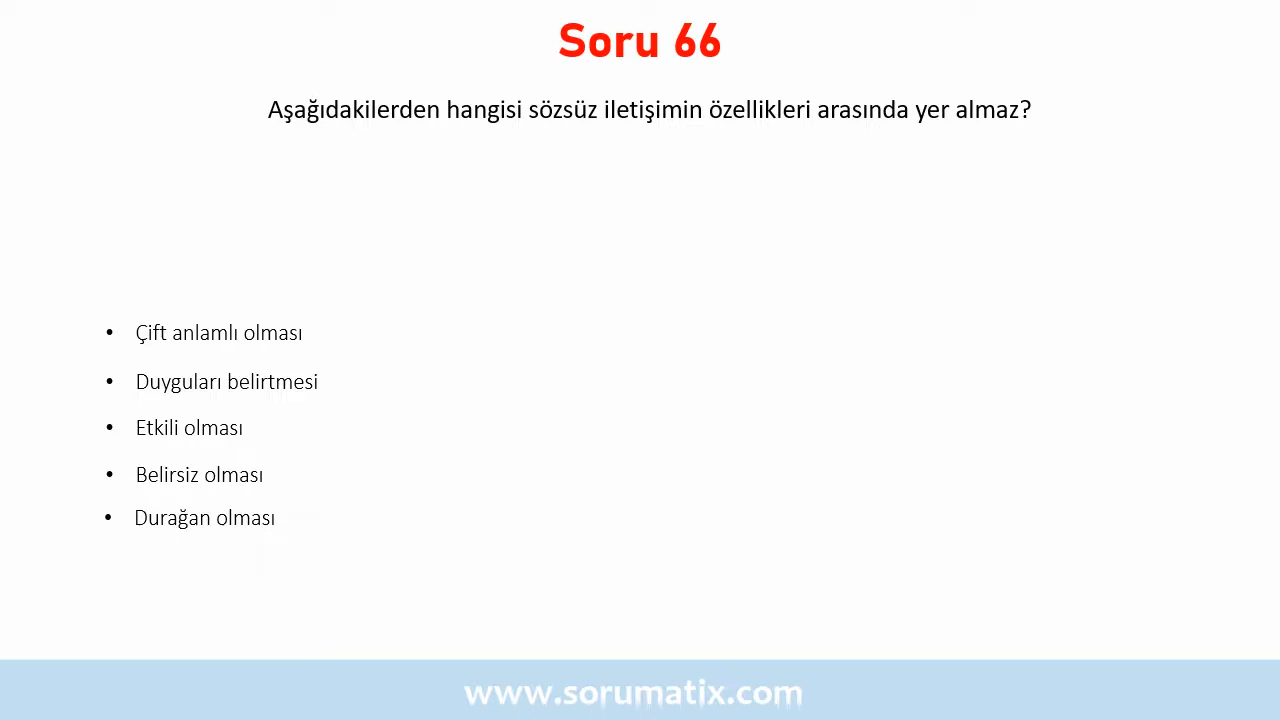 Soru 66
Aşağıdakilerden hangisi sözsüz iletişimin özellikleri arasında yer almaz?
• Çift anlamlı olması
• Duyguları belirtmesi
• Etkili olması
• Belirsiz olması
• Durağan olması
www.sorumatix.com